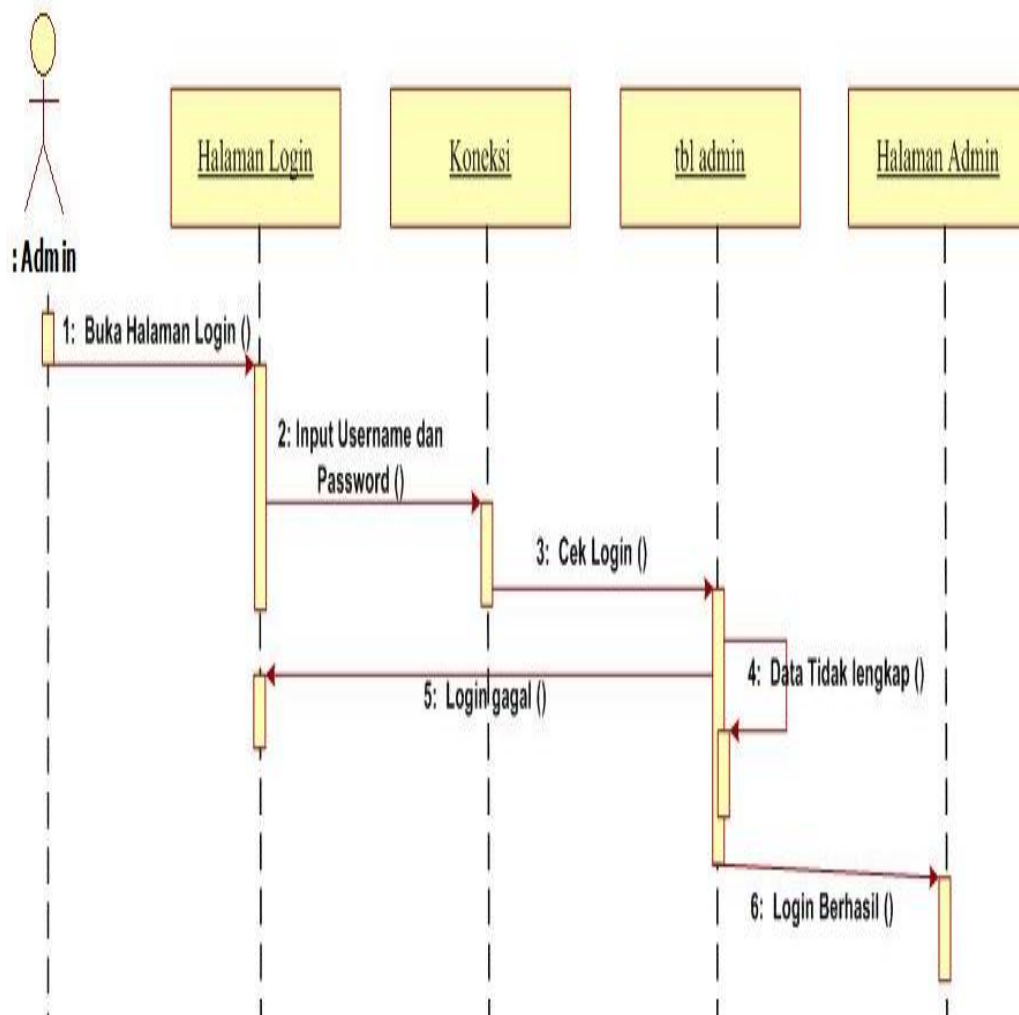 Halaman Login
Koneksi
tbl admin
Halaman Admin
:Admin
1: Buka Halaman Login ()
2: Input Username dan
Password ()
3: Cek Login ()
4: Data Tidak lengkap ()
5: Login gagal ()
6: Login Berhasil ()